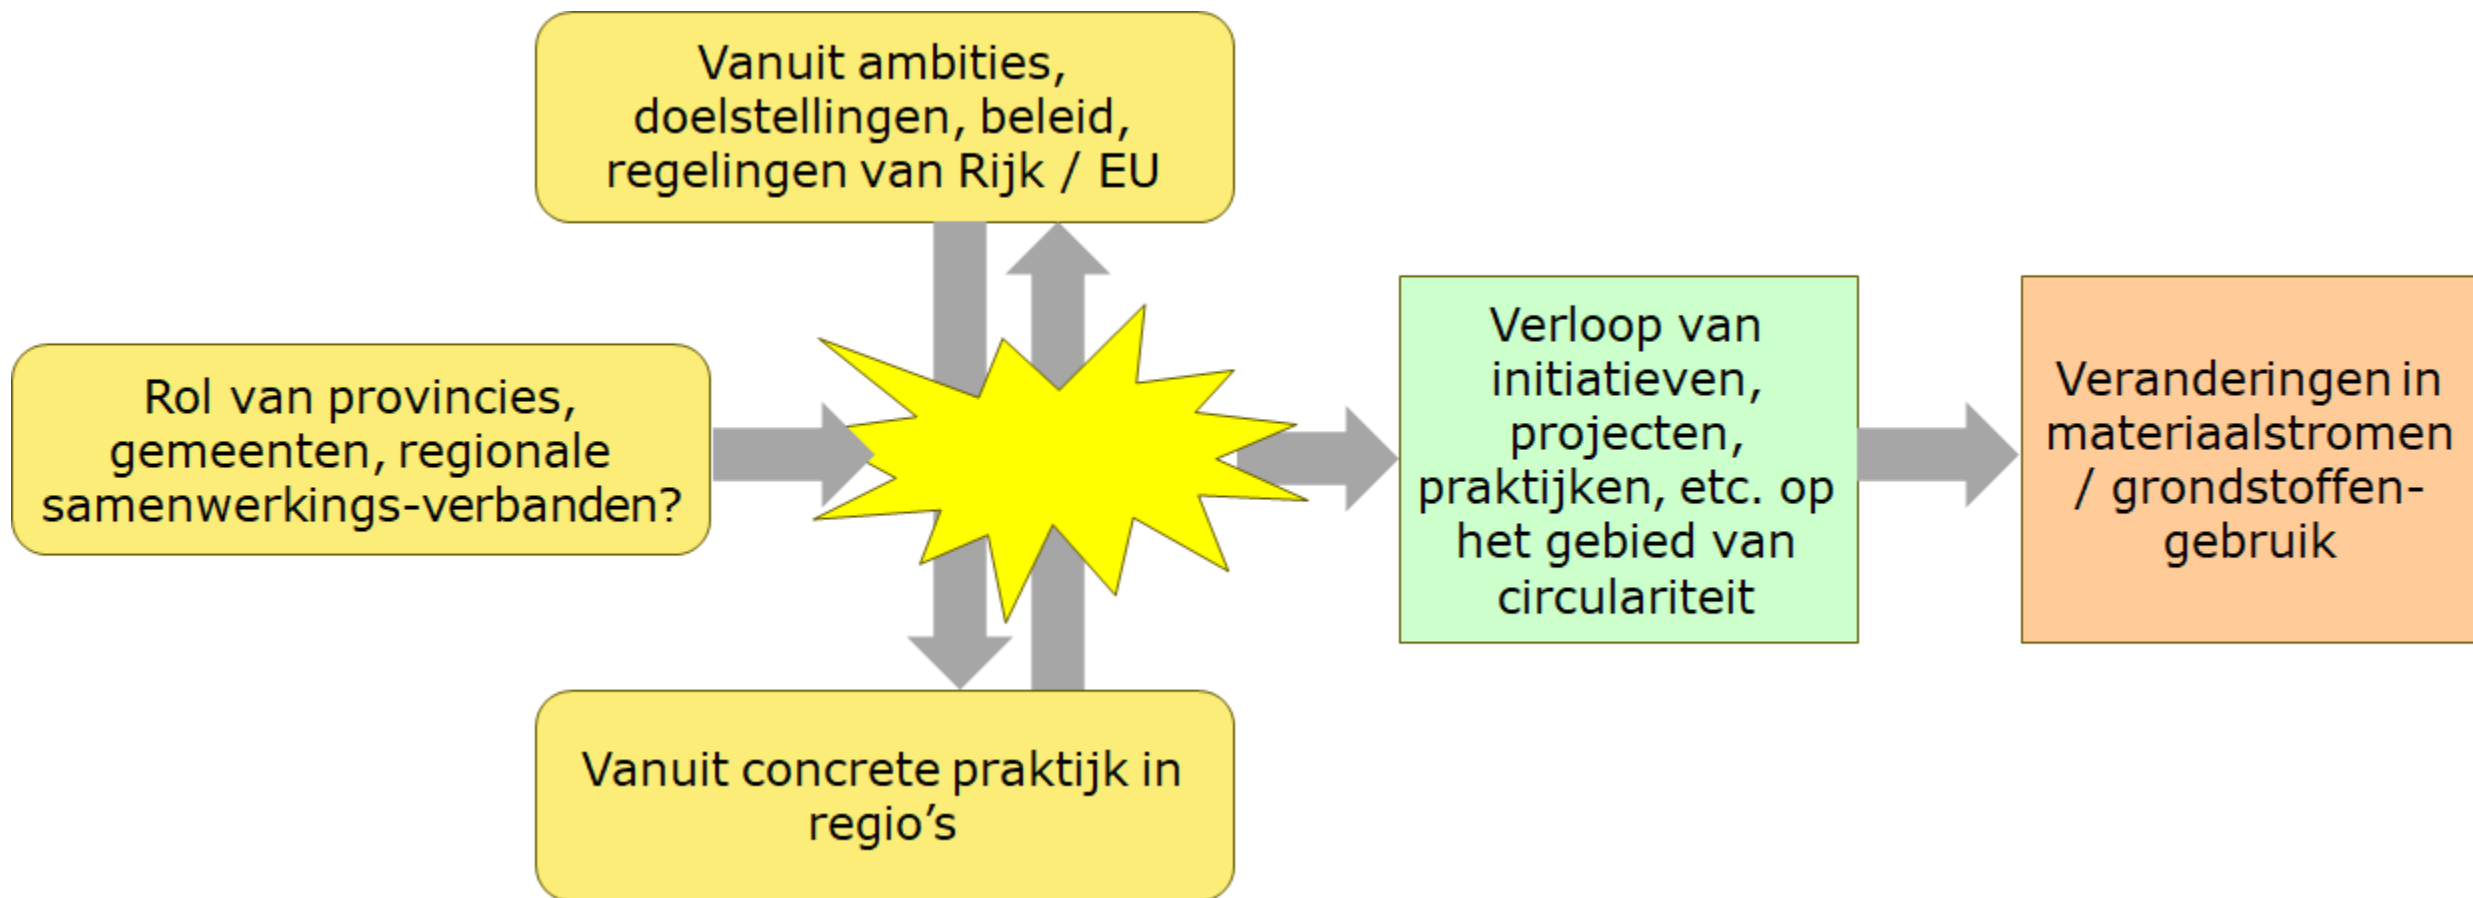 Vanuit ambities,
doelstellingen, beleid,
regelingen van Rijk / EU
Rol van provincies,
gemeenten, regionale
samenwerkings-verbanden?
Verloop van
initiatieven,
projecten,
praktijken, etc. op
het gebied van
circulariteit
Veranderingen in
materiaalstromen
/ grondstoffen-
gebruik
Vanuit concrete praktijk in
regio’s